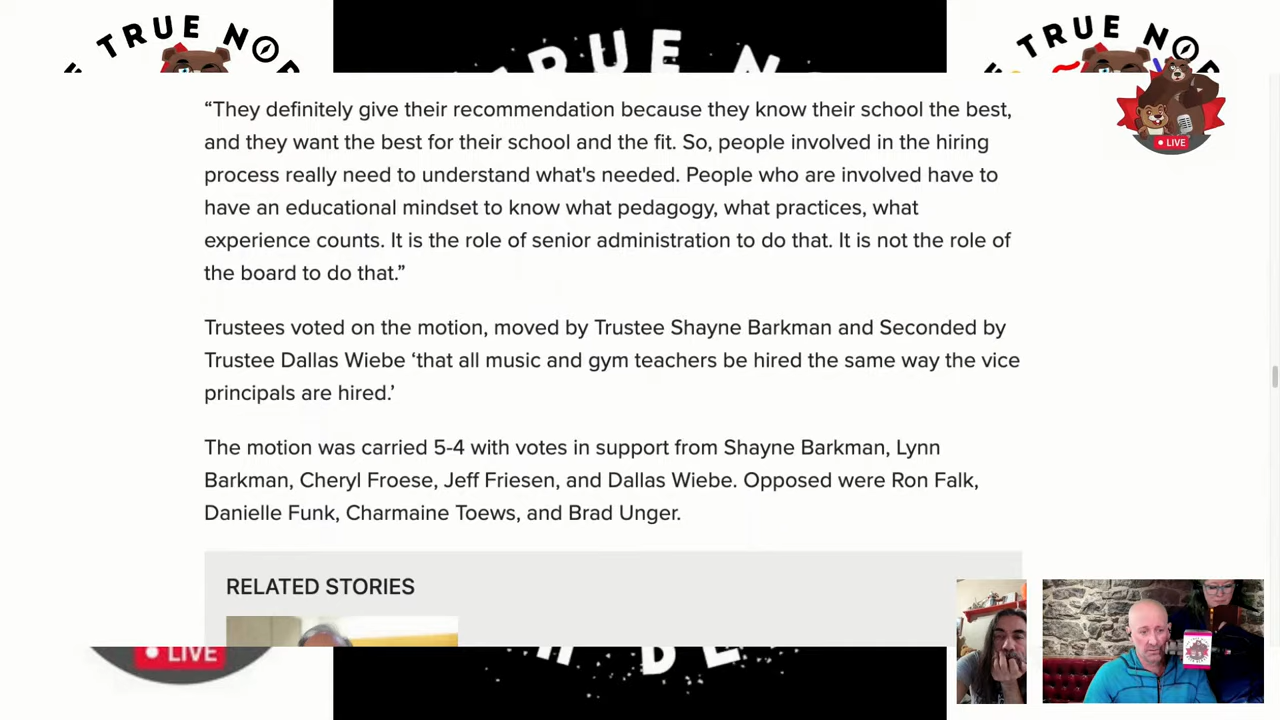 TRUE NOR
TRUE N
TRUE NO
LIVE
“They definitely give their recommendation because they know their school the best,
and they want the best for their school and the fit. So, people involved in the hiring
process really need to understand what's needed. People who are involved have to
have an educational mindset to know what pedagogy, what practices, what
experience counts. It is the role of senior administration to do that. It is not the role of
the board to do that.”
Trustees voted on the motion, moved by Trustee Shayne Barkman and Seconded by
Trustee Dallas Wiebe ‘that all music and gym teachers be hired the same way the vice
principals are hired.’
The motion was carried 5-4 with votes in support from Shayne Barkman, Lynn
Barkman, Cheryl Froese, Jeff Friesen, and Dallas Wiebe. Opposed were Ron Falk,
Danielle Funk, Charmaine Toews, and Brad Unger.
RELATED STORIES
LIVE